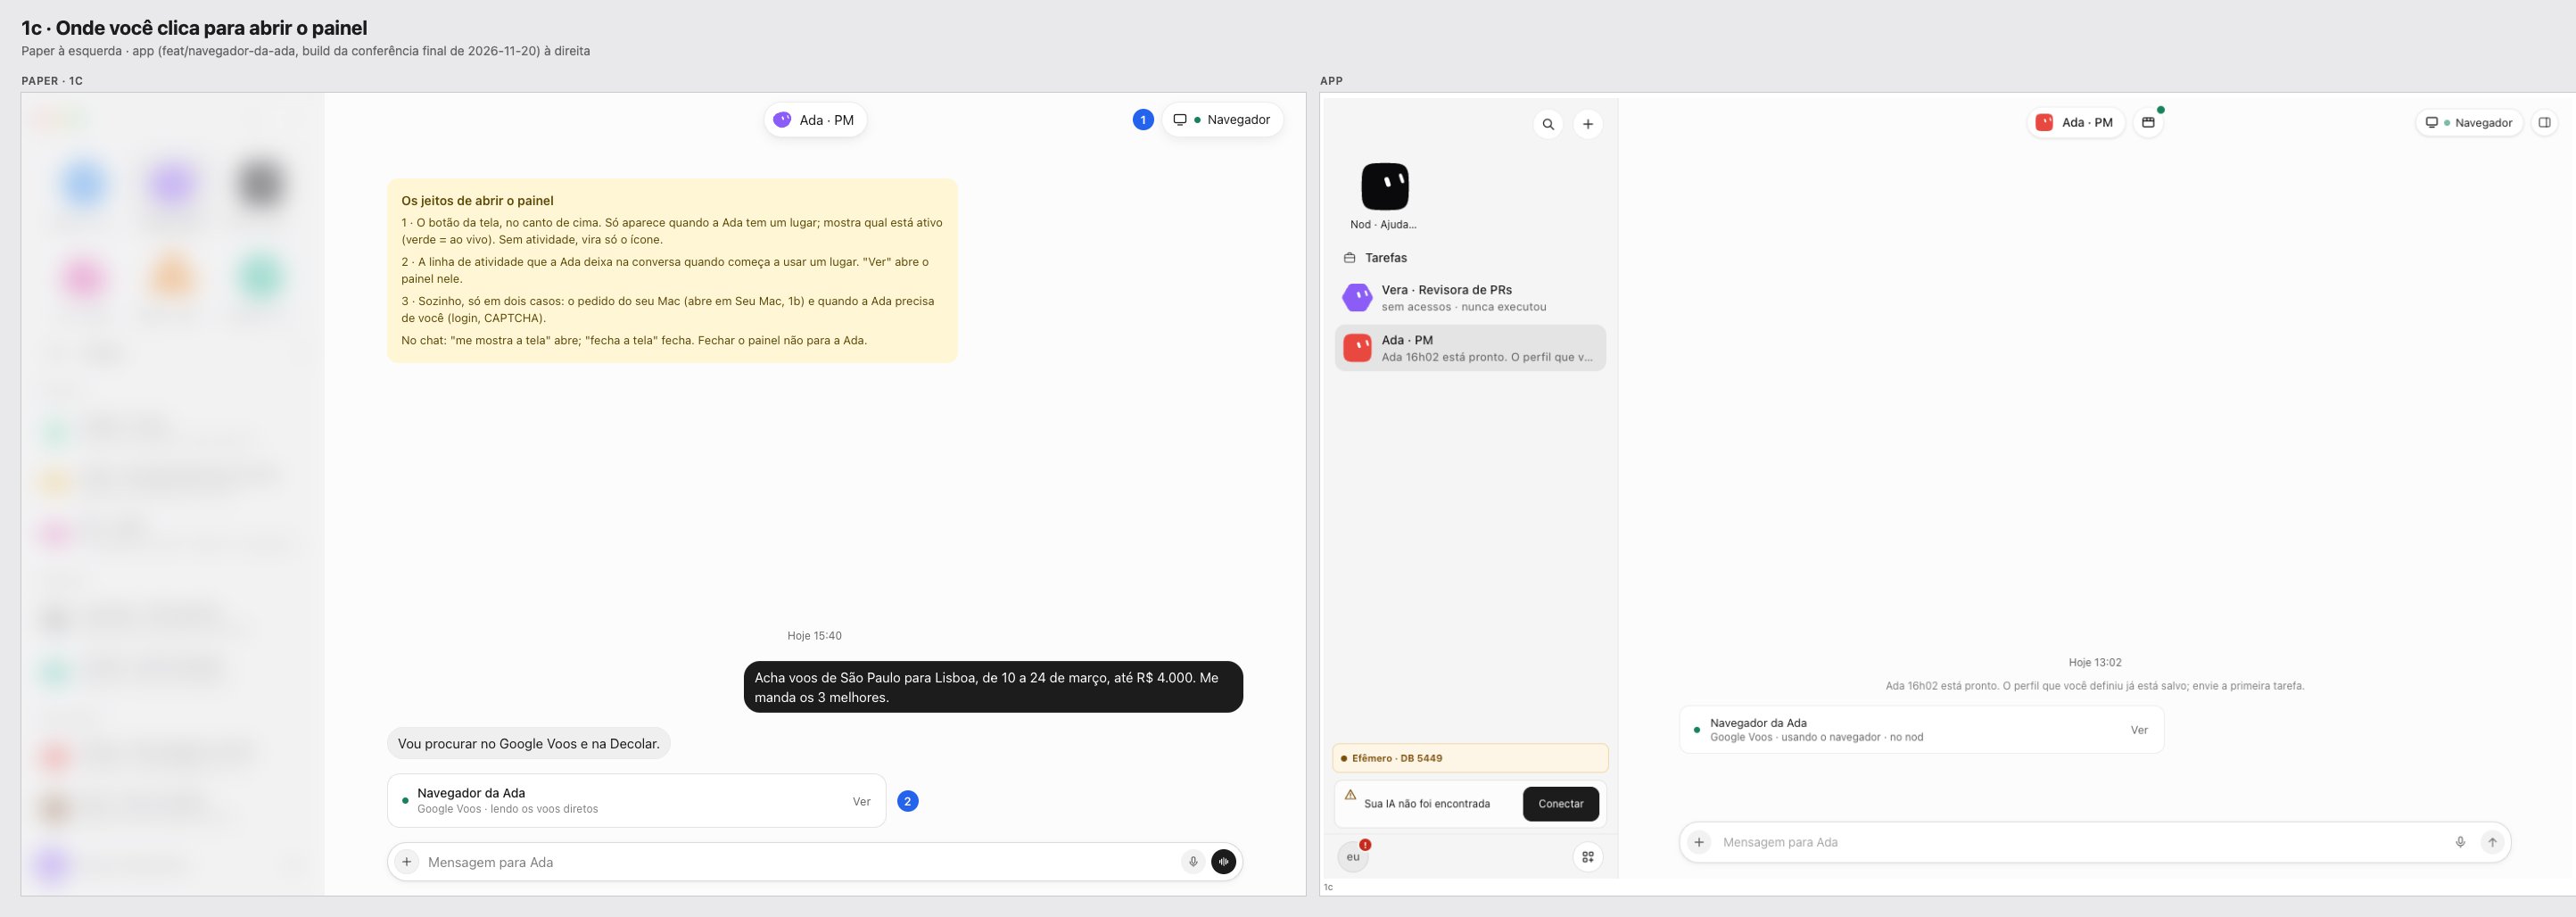 1c · Onde você clica para abrir o painel
Paper à esquerda · app (feat/navegador-da-ada, build da conferência final de 2026-11-20) à direita
PAPER · 1C
Ada · PM
1
Navegador
Os jeitos de abrir o painel
1 · O botão da tela, no canto de cima. Só aparece quando a Ada tem um lugar; mostra qual está ativo
(verde = ao vivo). Sem atividade, vira só o ícone.
2 · A linha de atividade que a Ada deixa na conversa quando começa a usar um lugar. "Ver" abre o
painel nele.
3 · Sozinho, só em dois casos: o pedido do seu Mac (abre em Seu Mac, 1b) e quando a Ada precisa
de você (login, CAPTCHA).
No chat: "me mostra a tela" abre; "fecha a tela" fecha. Fechar o painel não para a Ada.
Hoje 15:40
Acha voos de São Paulo para Lisboa, de 10 a 24 de março, até R$ 4.000. Me
manda os 3 melhores.
Vou procurar no Google Voos e na Decolar.
Navegador da Ada
Google Voos · lendo os voos diretos
Ver
2
Mensagem para Ada
APP
Nod · Ajuda...
Tarefas
Vera · Revisora de PRs
sem acessos · nunca executou
Ada · PM
Ada 16h02 está pronto. O perfil que v...
Efêmero · DB 5449
Sua IA não foi encontrada
Conectar
eu
!
1c
Ada · PM
Navegador
Hoje 13:02
Ada 16h02 está pronto. O perfil que você definiu já está salvo; envie a primeira tarefa.
Navegador da Ada
Google Voos · usando o navegador · no nod
Ver
Mensagem para Ada